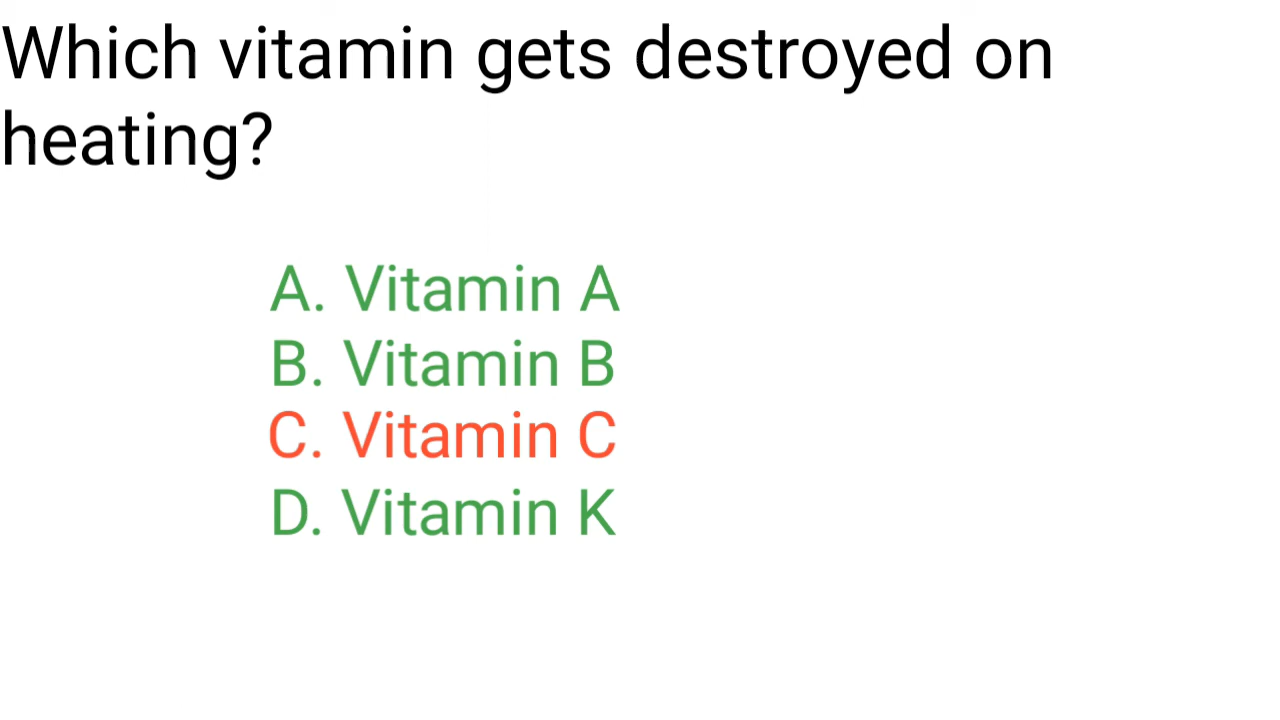 Which vitamin gets destroyed on
heating?
A. Vitamin A
B. Vitamin B
C. Vitamin C
D. Vitamin K